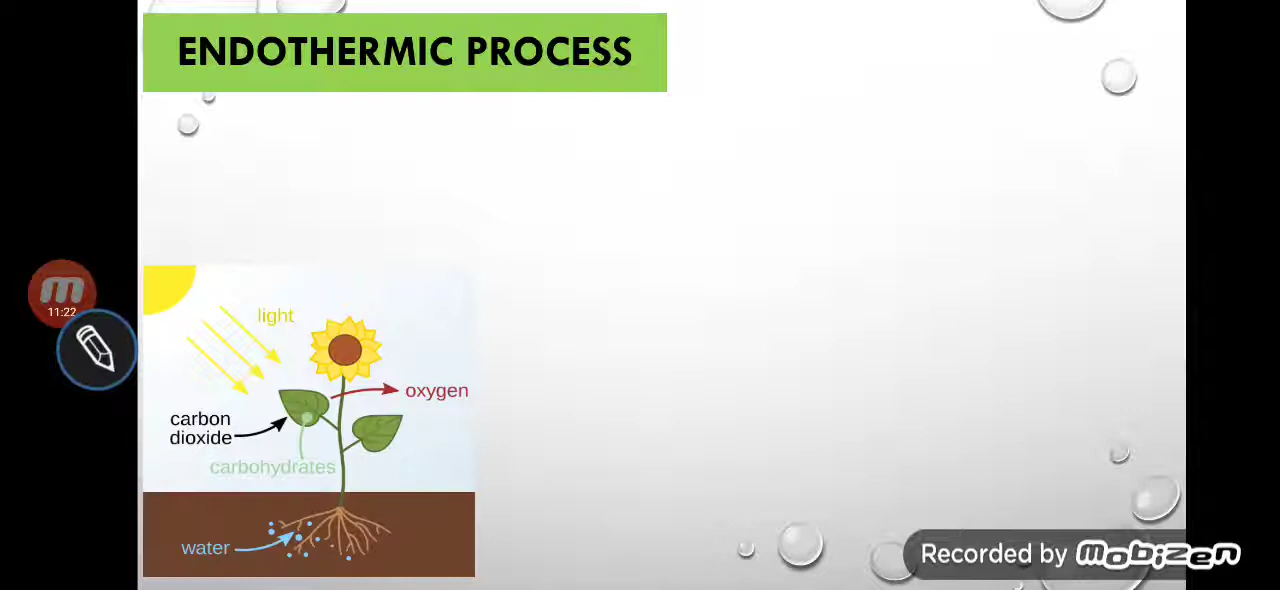 ENDOTHERMIC PROCESS
11:22
light
oxygen
carbon
dioxide
carbohydrates
water
Recorded by mobizen